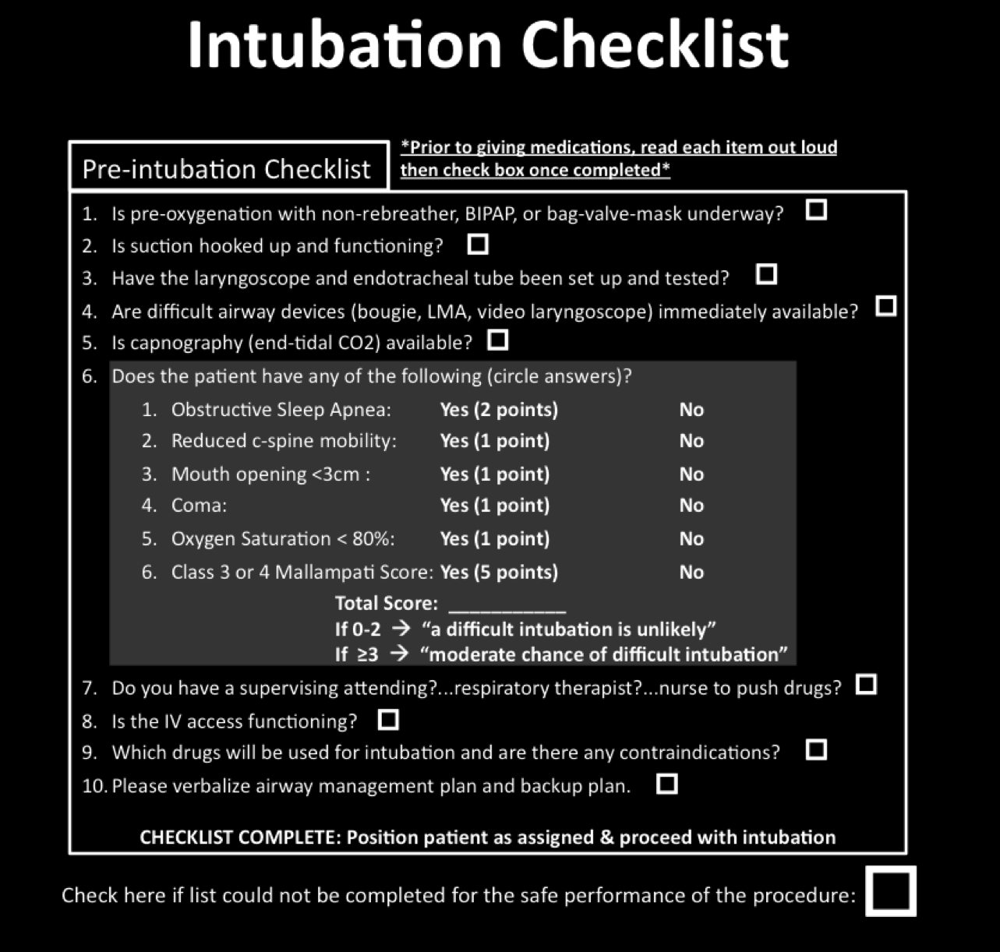 Intubation Checklist
Pre-intubation Checklist
*Prior to giving medications, read each item out loud
then check box once completed*
1. Is pre-oxygenation with non-rebreather, BIPAP, or bag-valve-mask underway?
2. Is suction hooked up and functioning?
3. Have the laryngoscope and endotracheal tube been set up and tested?
4. Are difficult airway devices (bougie, LMA, video laryngoscope) immediately available?
5. Is capnography (end-tidal CO2) available?
6. Does the patient have any of the following (circle answers)?
1. Obstructive Sleep Apnea: Yes (2 points) No
2. Reduced c-spine mobility: Yes (1 point) No
3. Mouth opening <3cm : Yes (1 point) No
4. Coma: Yes (1 point) No
5. Oxygen Saturation < 80%: Yes (1 point) No
6. Class 3 or 4 Mallampati Score: Yes (5 points) No
Total Score: ___________
If 0-2 → “a difficult intubation is unlikely”
If ≥3 → “moderate chance of difficult intubation”
7. Do you have a supervising attending?...respiratory therapist?...nurse to push drugs?
8. Is the IV access functioning?
9. Which drugs will be used for intubation and are there any contraindications?
10. Please verbalize airway management plan and backup plan.
CHECKLIST COMPLETE: Position patient as assigned & proceed with intubation
Check here if list could not be completed for the safe performance of the procedure: